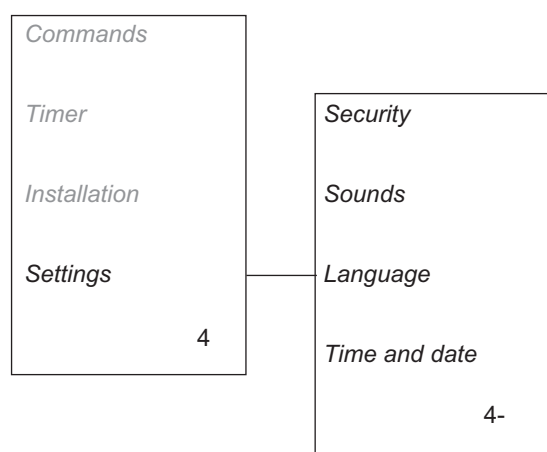 Commands
Timer
Installation
Settings
4
Security
Sounds
Language
Time and date
4-